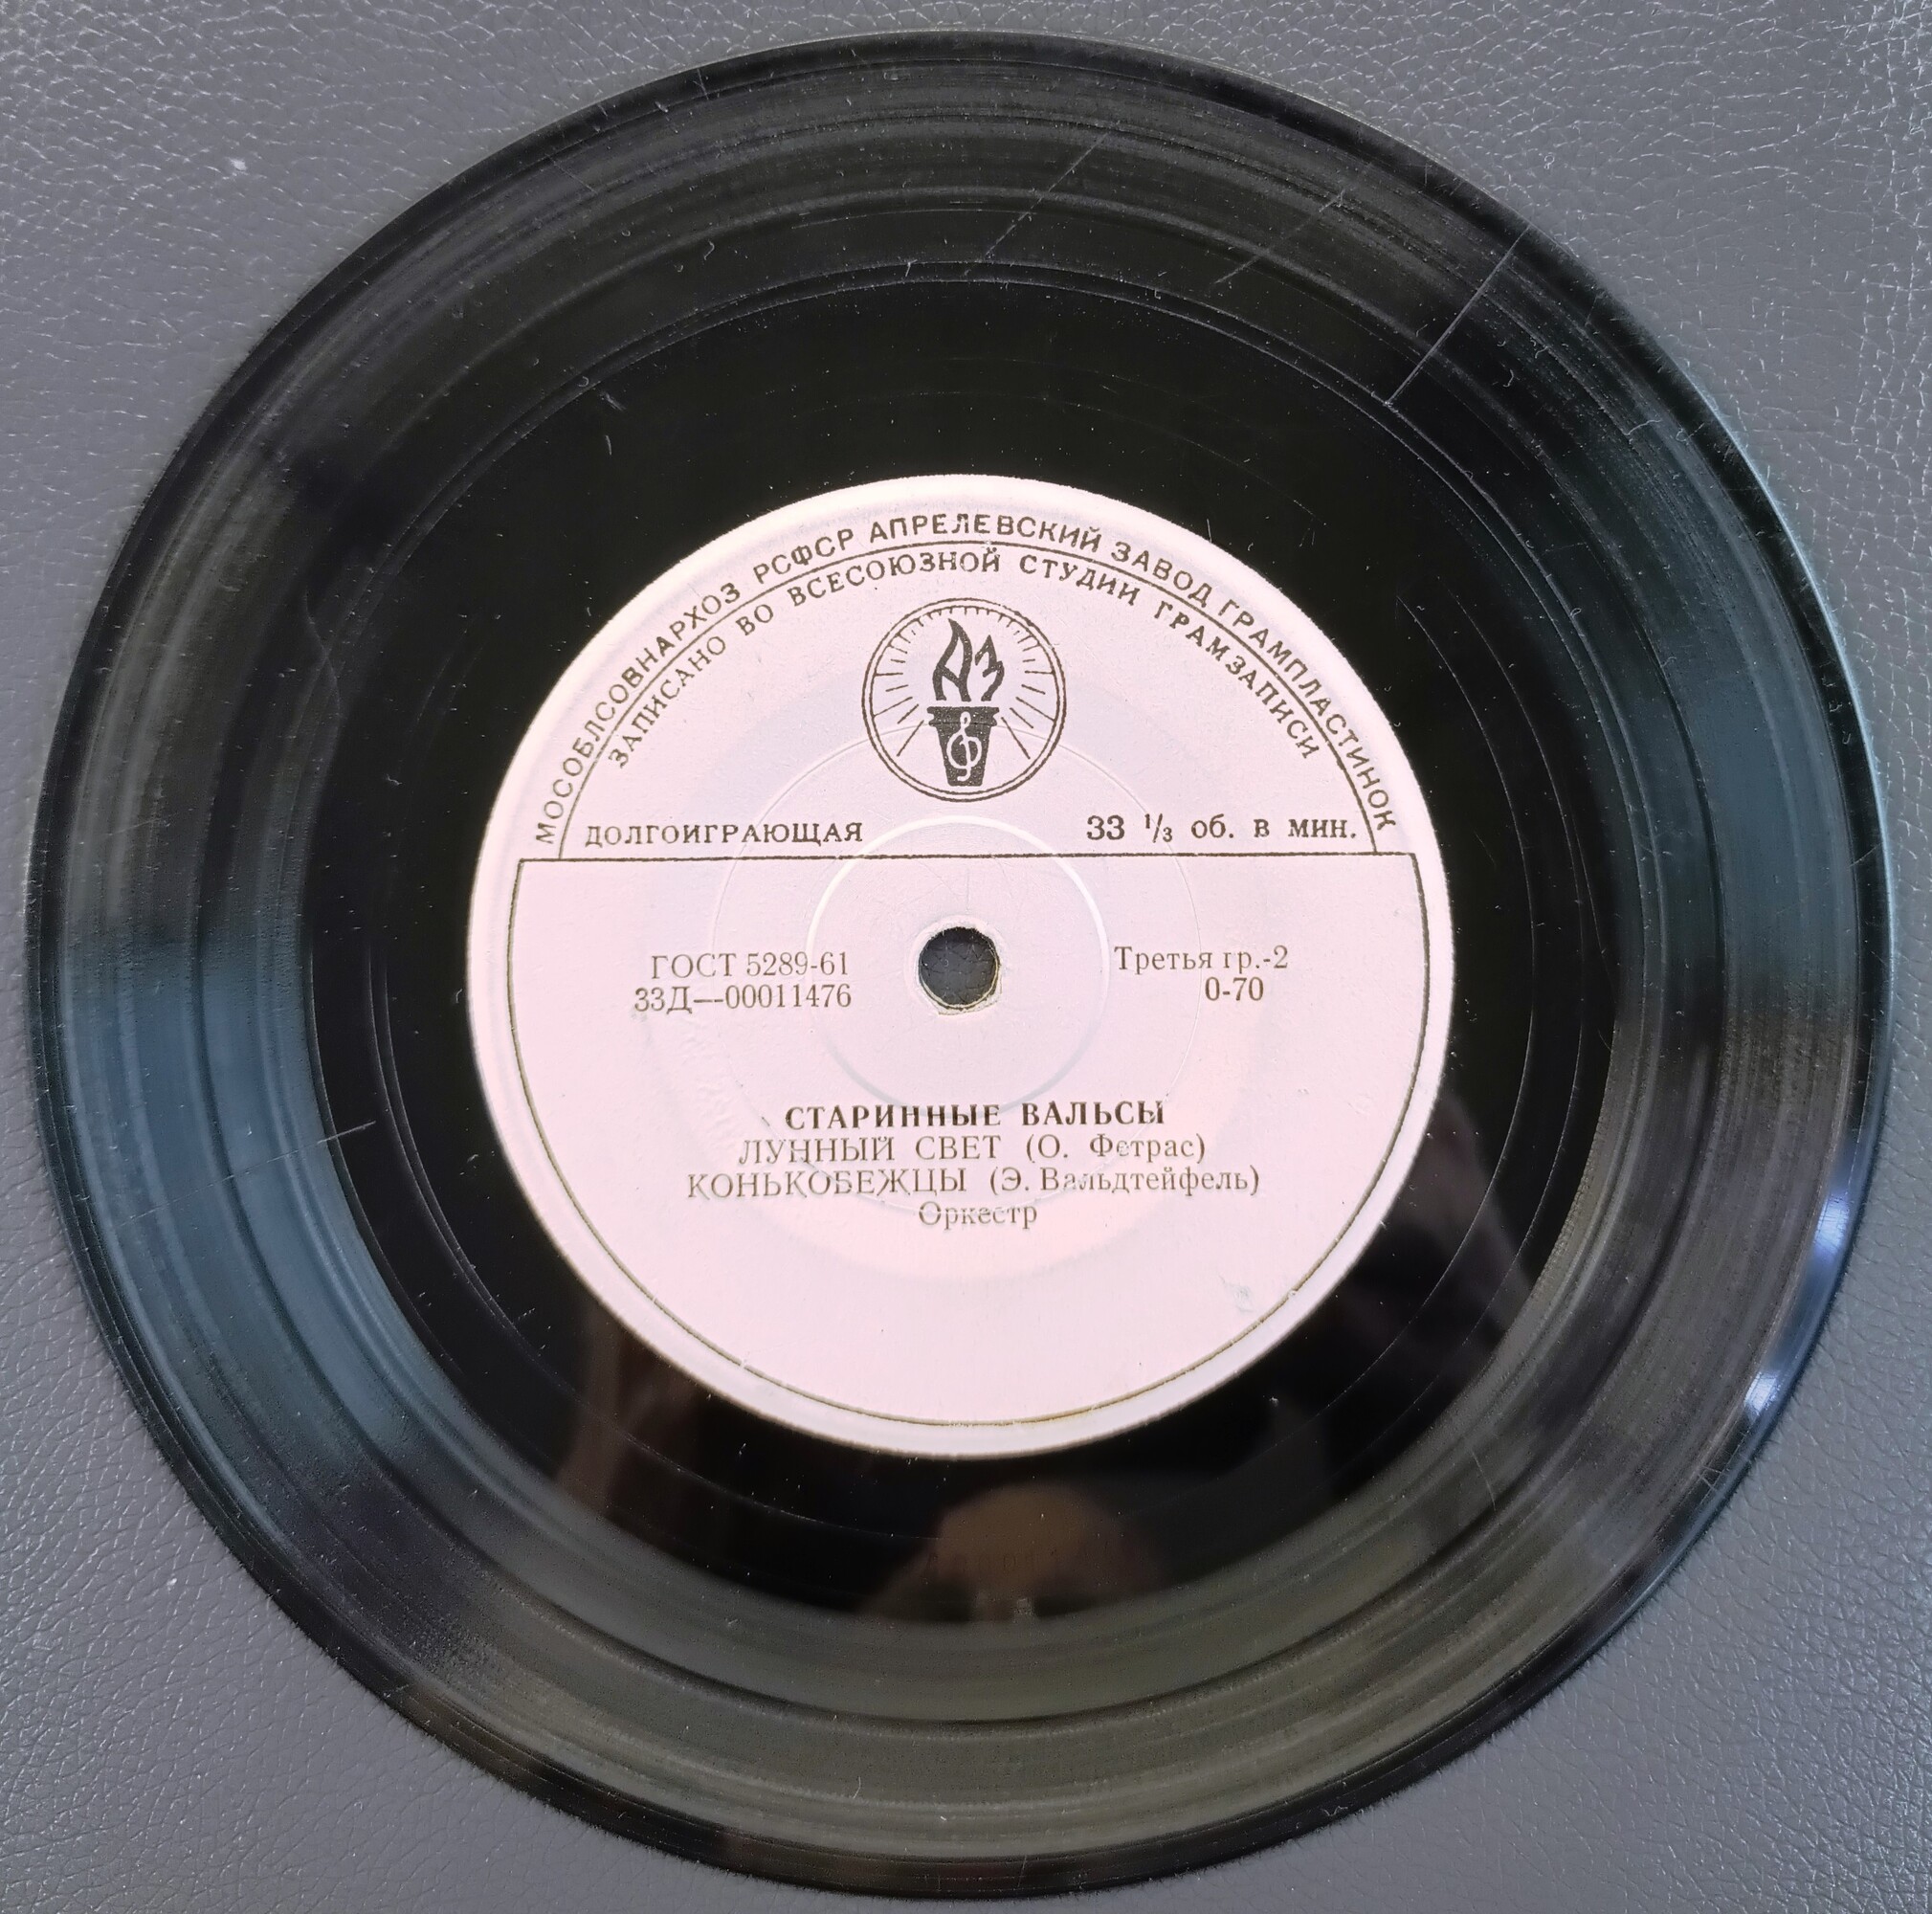 МОСОБЛСОВНАРХОЗ РСФСР АПРЕЛЕВСКИЙ ЗАВОД ГРАМПЛАСТИНОК
ЗАПИСАНО ВО ВСЕСОЮЗНОЙ СТУДИИ ГРАМЗАПИСИ
АЗ
ДОЛГОИГРАЮЩАЯ 33 1/3 об. в мин.
ГОСТ 5289-61 Третья гр.-2
33Д—00011476 0-70
СТАРИННЫЕ ВАЛЬСЫ
ЛУННЫЙ СВЕТ (О. Фетрас)
КОНЬКОБЕЖЦЫ (Э. Вальдтейфель)
Оркестр